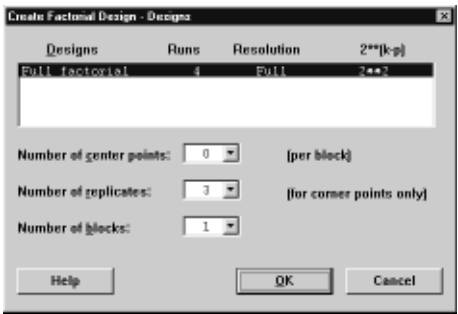 Create Factorial Design - Designs
Designs Runs Resolution 2**(k-p)
Full factorial 4 Full 2**2
Number of center points: 0 (per block)
Number of replicates: 3 (for corner points only)
Number of blocks: 1
Help OK Cancel